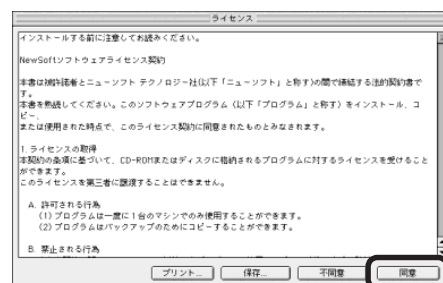 ライセンス
インストールする前に注意してお読みください。
NewSoftソフトウェアライセンス契約
本書は被許諾者とニューソフト テクノロジー社(以下「ニューソフト」と称す)の間で締結する法的契約書で
す。
本書を熟読してください。このソフトウェアプログラム (以下「プログラム」と称す) をインストール、コ
ピー、
または使用された時点で、このライセンス契約に同意されたものとみなされます。
1. ライセンスの取得
本契約の条項に基づいて、CD-ROMまたはディスクに格納されるプログラムに対するライセンスを受けること
ができます。
このライセンスを第三者に譲渡することはできません。
A. 許可される行為
(1) プログラムは一度に1台のマシンでのみ使用することができます。
(2) プログラムはバックアップのためにコピーすることができます。
B. 禁止される行為
プリント... 保存... 不同意 同意